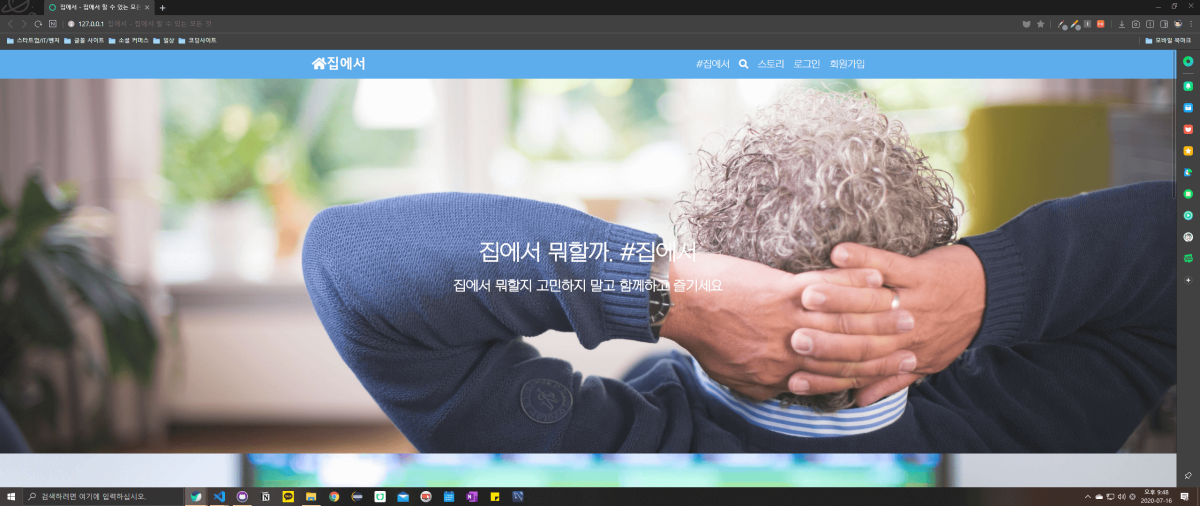 집에서 - 집에서 할 수 있는 모든
127.0.0.1 집에서 - 집에서 할 수 있는 모든 것
스타트업/IT/벤처 글꼴 사이트 소셜 커머스 일상 코딩사이트 모바일 북마크
집에서 #집에서 스토리 로그인 회원가입
집에서 뭐할까. #집에서
집에서 뭐할지 고민하지 말고 함께하고 즐기세요
검색하려면 여기에 입력하십시오.
오후 9:48
2020-07-16